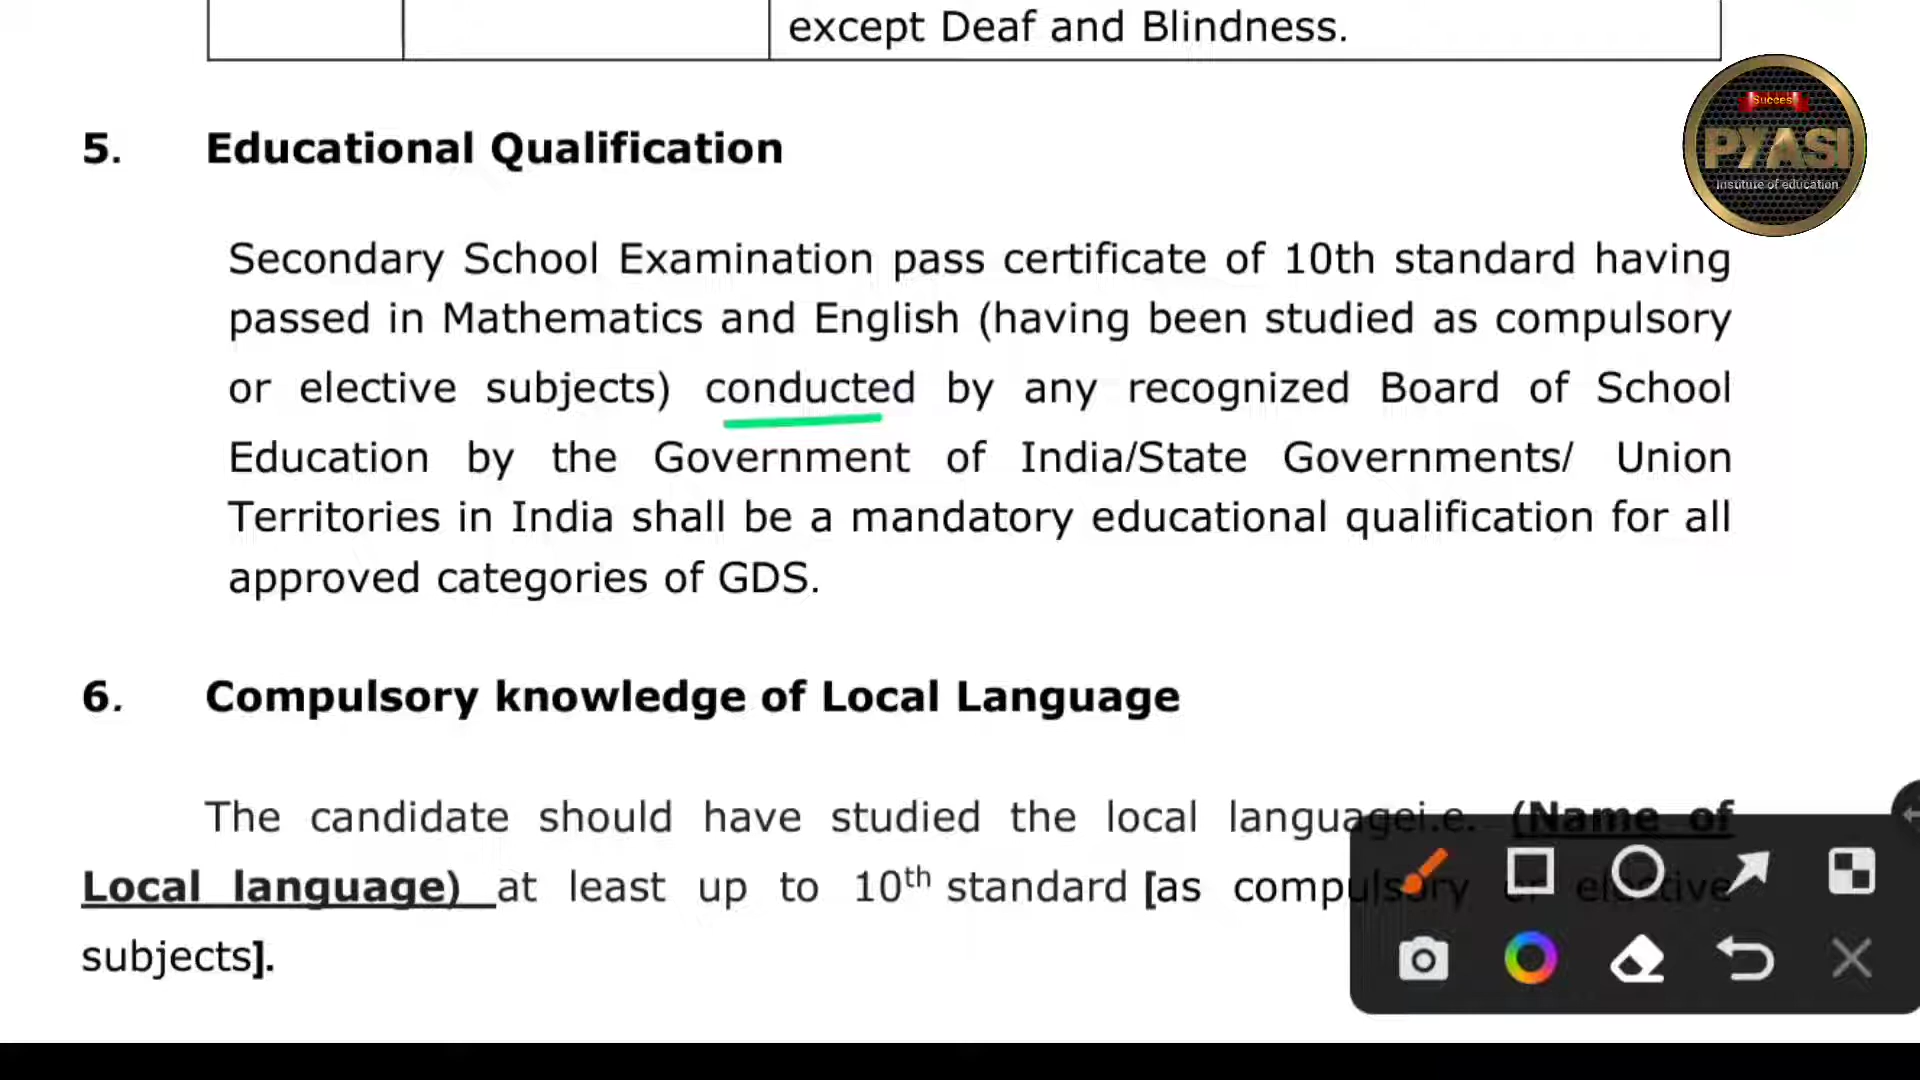 except Deaf and Blindness.
Succes
PYASI
Institute of education
5. Educational Qualification
Secondary School Examination pass certificate of 10th standard having
passed in Mathematics and English (having been studied as compulsory
or elective subjects) conducted by any recognized Board of School
Education by the Government of India/State Governments/ Union
Territories in India shall be a mandatory educational qualification for all
approved categories of GDS.
6. Compulsory knowledge of Local Language
The candidate should have studied the local languagei.e. (Name of
Local language) at least up to 10th standard [as compulsory or elective
subjects].